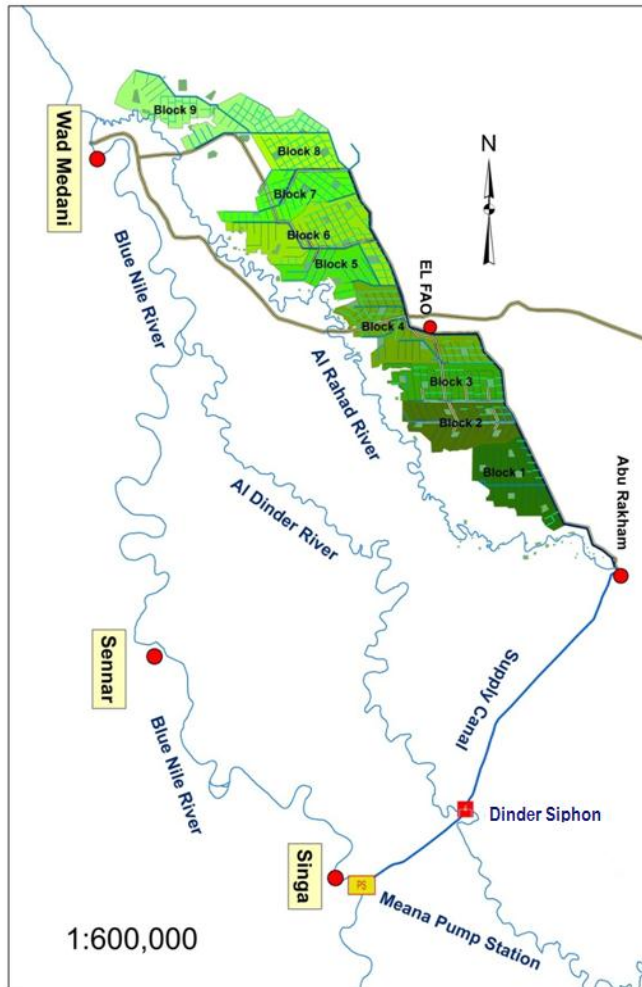 Block 9
Wad Medani
Block 8
N
Block 7
Block 6
Blue Nile River
Block 5
EL FAO
Block 4
Al Rahad River
Block 3
Block 2
Block 1
Al Dinder River
Abu Rakham
Sennar
Supply Canal
Blue Nile River
Dinder Siphon
Singa
PS
Meana Pump Station
1:600,000